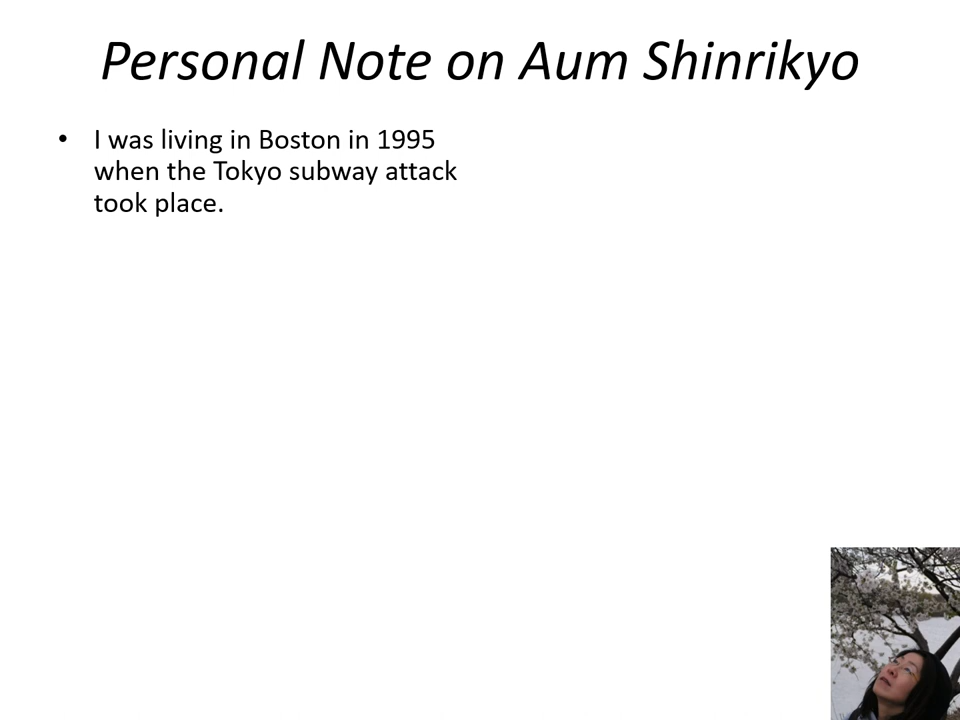 Personal Note on Aum Shinrikyo
• I was living in Boston in 1995
when the Tokyo subway attack
took place.